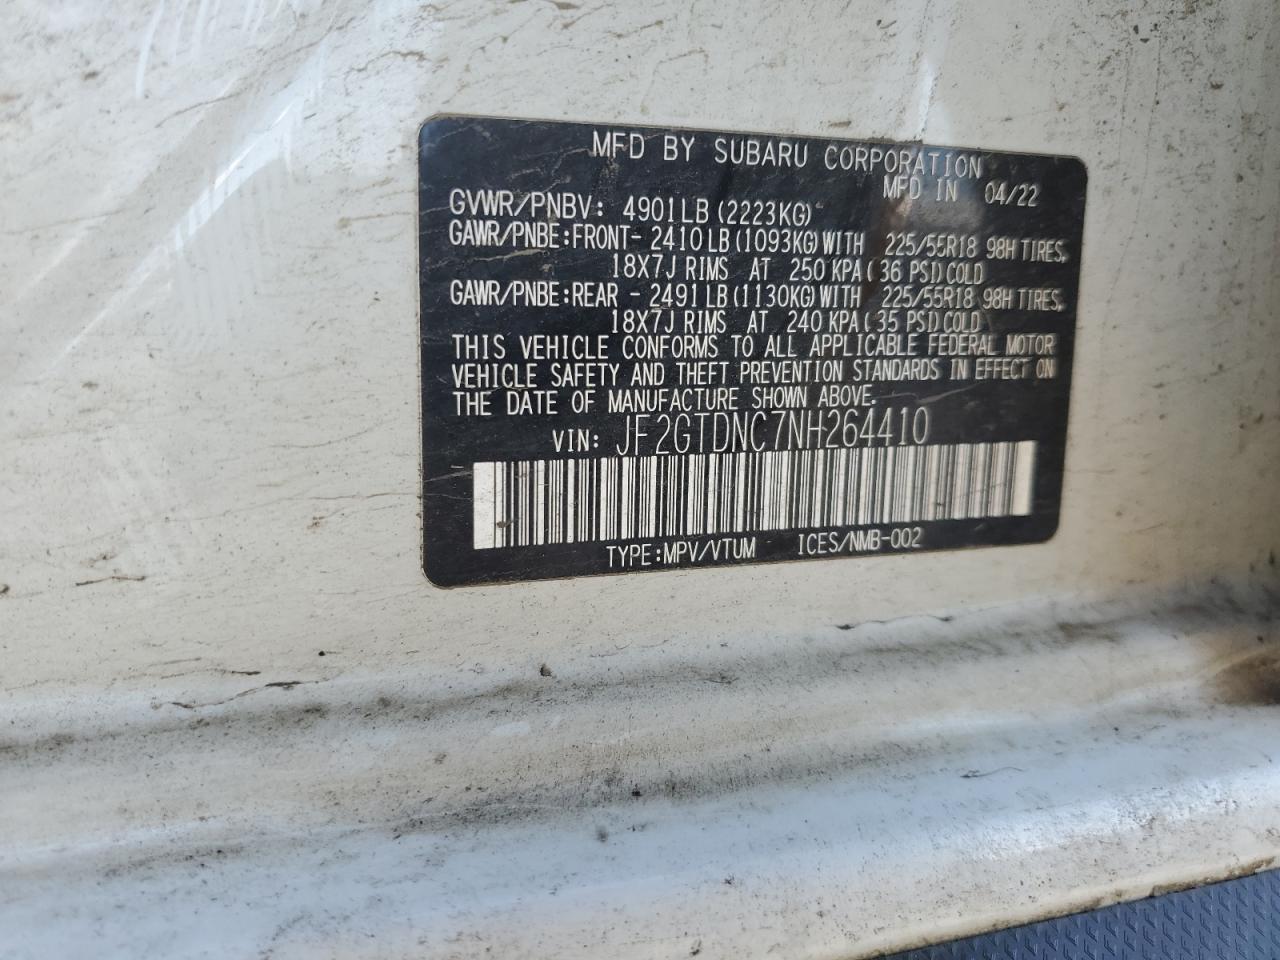 MFD BY SUBARU CORPORATION
MFD IN 04/22
GVWR/PNBV: 4901LB (2223KG)
GAWR/PNBE:FRONT- 2410LB (1093KG) WITH 225/55R18 98H TIRES,
18X7J RIMS AT 250 KPA( 36 PSI) COLD
GAWR/PNBE:REAR - 2491LB (1130KG) WITH 225/55R18 98H TIRES,
18X7J RIMS AT 240 KPA( 35 PSI) COLD
THIS VEHICLE CONFORMS TO ALL APPLICABLE FEDERAL MOTOR
VEHICLE SAFETY AND THEFT PREVENTION STANDARDS IN EFFECT ON
THE DATE OF MANUFACTURE SHOWN ABOVE.
VIN: JF2GTDNC7NH264410
TYPE:MPV/VTUM ICES/NMB-002